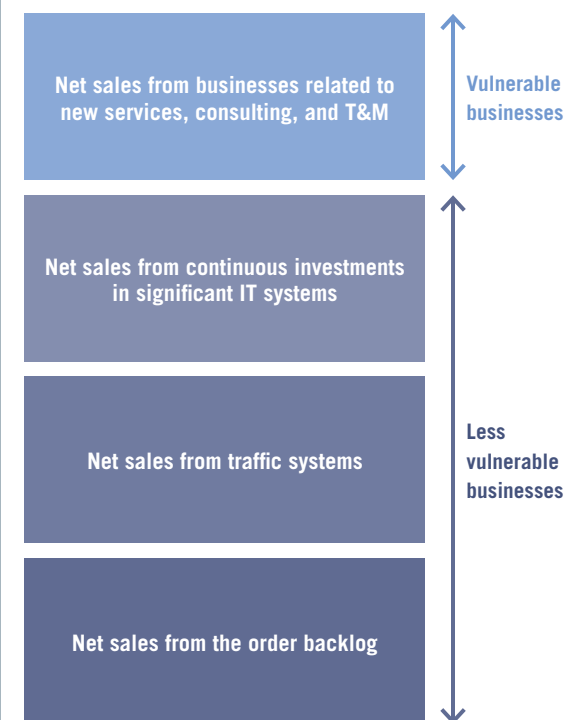 Net sales from businesses related to
new services, consulting, and T&M
Vulnerable
businesses
Net sales from continuous investments
in significant IT systems
Net sales from traffic systems
Less
vulnerable
businesses
Net sales from the order backlog